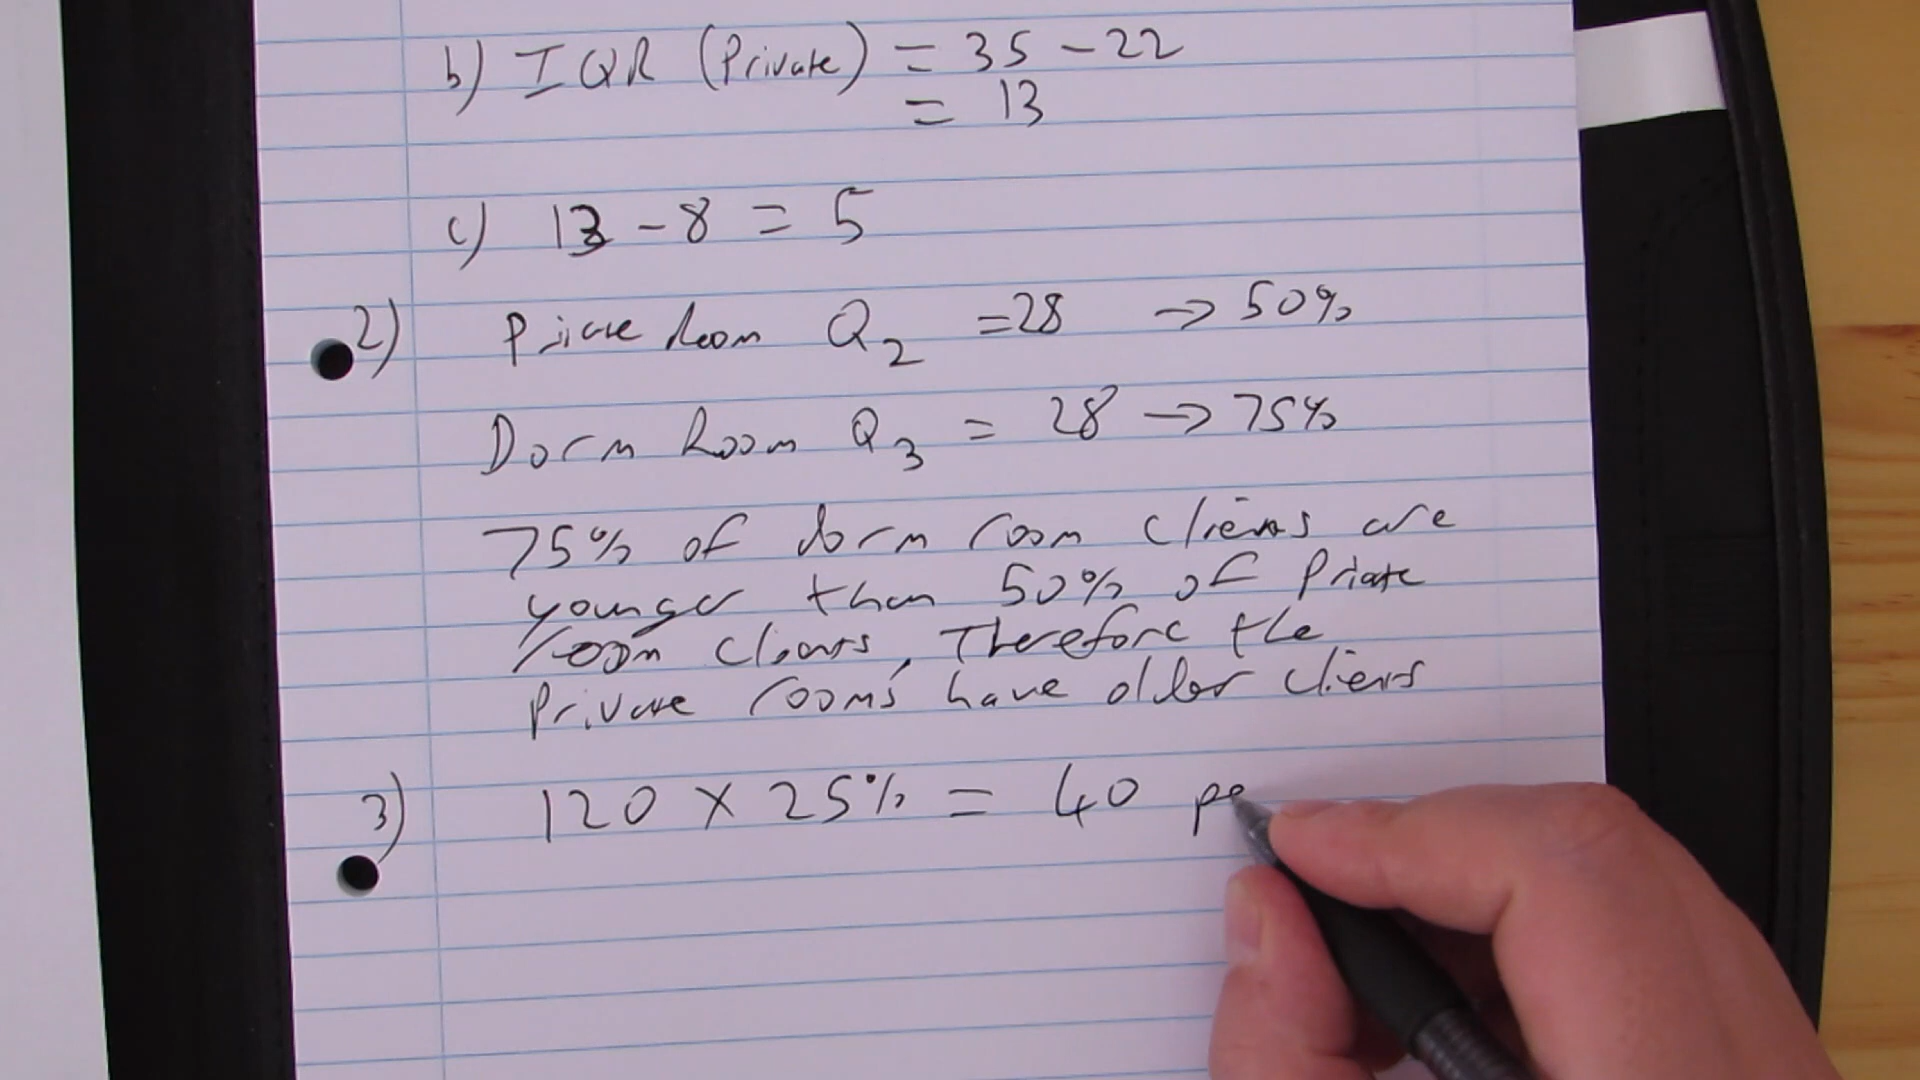 b) IQR (Private) = 35 - 22
= 13
c) 13 - 8 = 5
2) Private Room Q2 = 28 → 50%
Dorm Room Q3 = 28 → 75%
75% of dorm room clients are
younger than 50% of Private
room clients, Therefore the
Private rooms have older clients
3) 120 x 25% = 40 pe